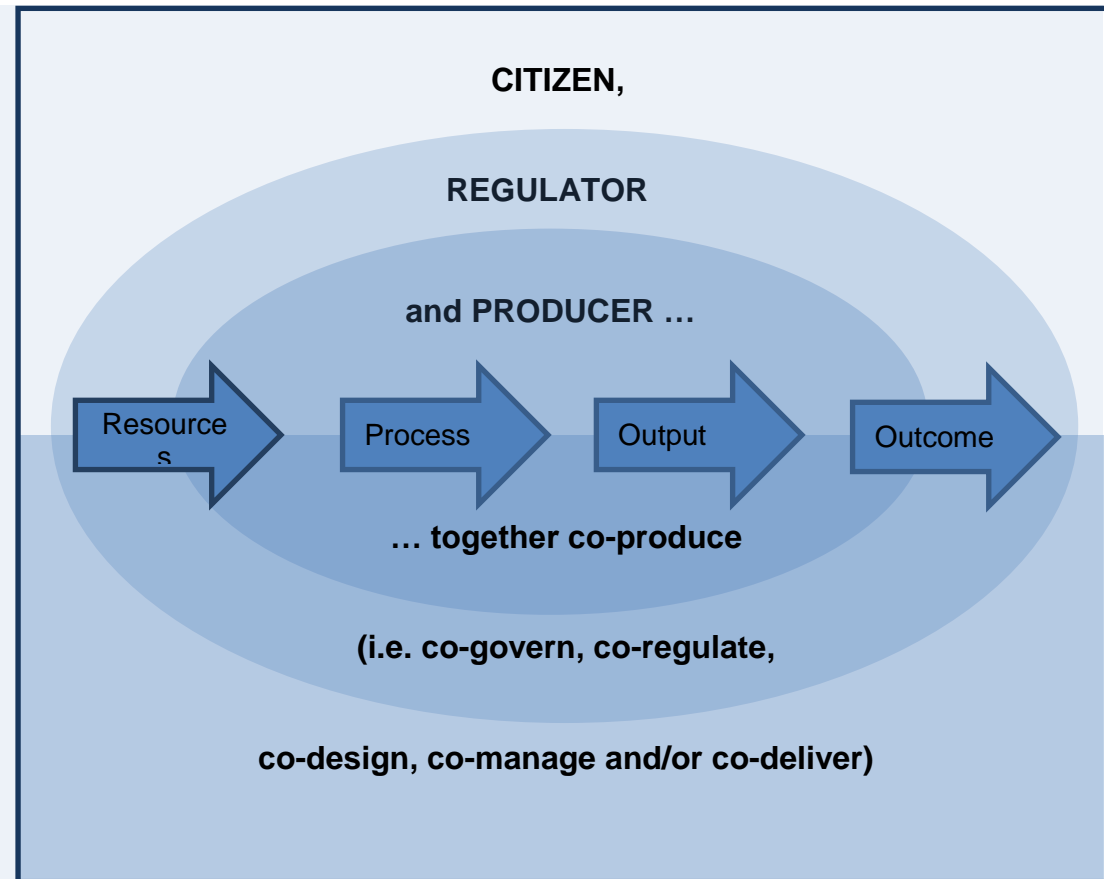 CITIZEN,
REGULATOR
and PRODUCER …
Resource
s
Process
Output
Outcome
… together co-produce
(i.e. co-govern, co-regulate,
co-design, co-manage and/or co-deliver)